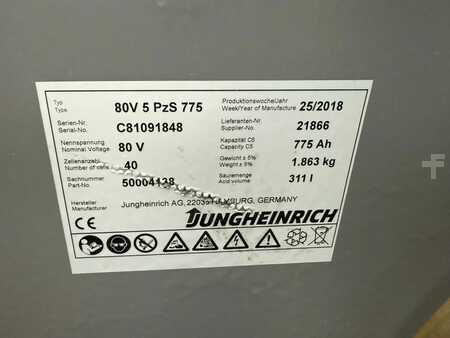 Typ
Type
80V 5 PzS 775
Produktionswoche/Jahr
Week/Year of Manufacture
25/2018
Serien-Nr.
Serial-No.
C81091848
Lieferanten-Nr.
Supplier-No.
21866
Nennspannung
Nominal Voltage
80 V
Kapazität C5
Capacity C5
775 Ah
Zellenanzahl
Number of cells
40
Gewicht ± 5%
Weight ± 5%
1.863 kg
Sachnummer
Part-No.
50004138
Säuremenge
Acid volume
311 l
Hersteller
Manufacturer
Jungheinrich AG, GERMANY
JUNGHEINRICH
CE